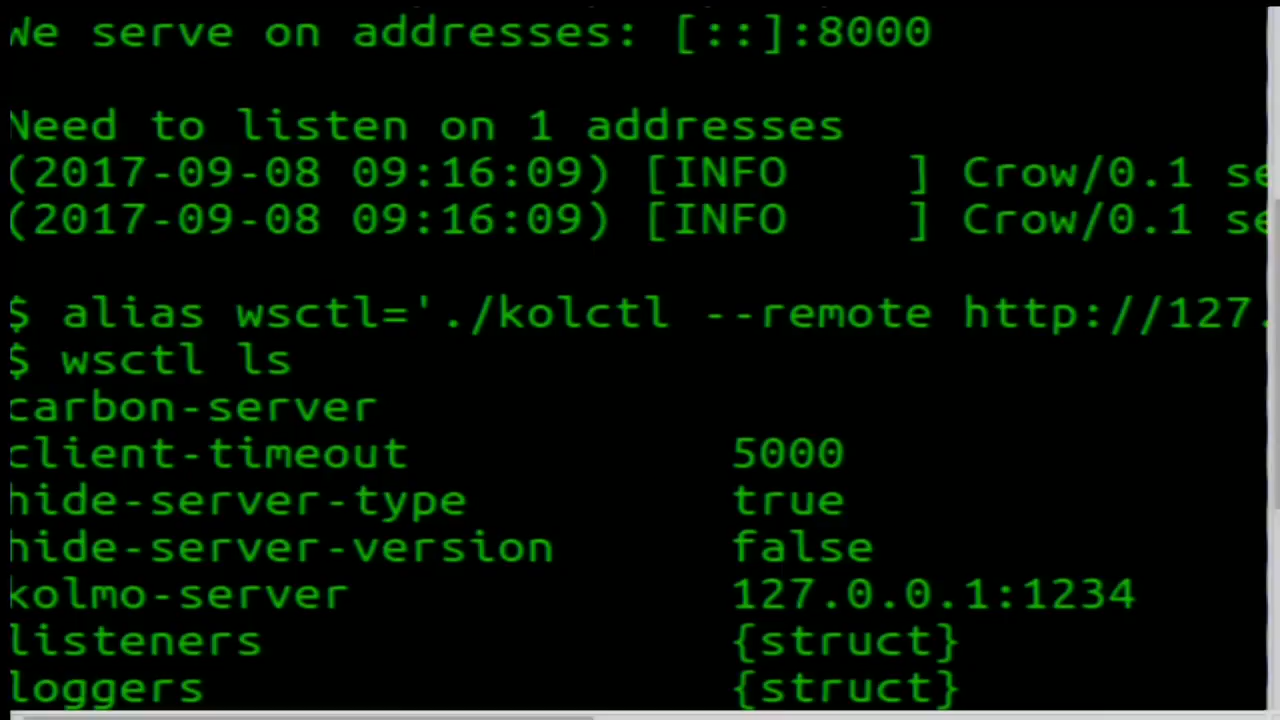 We serve on addresses: [::]:8000
Need to listen on 1 addresses
(2017-09-08 09:16:09) [INFO    ] Crow/0.1 se
(2017-09-08 09:16:09) [INFO    ] Crow/0.1 se
$ alias wsctl='./kolctl --remote http://127.
$ wsctl ls
carbon-server
client-timeout 5000
hide-server-type true
hide-server-version false
kolmo-server 127.0.0.1:1234
listeners {struct}
loggers {struct}